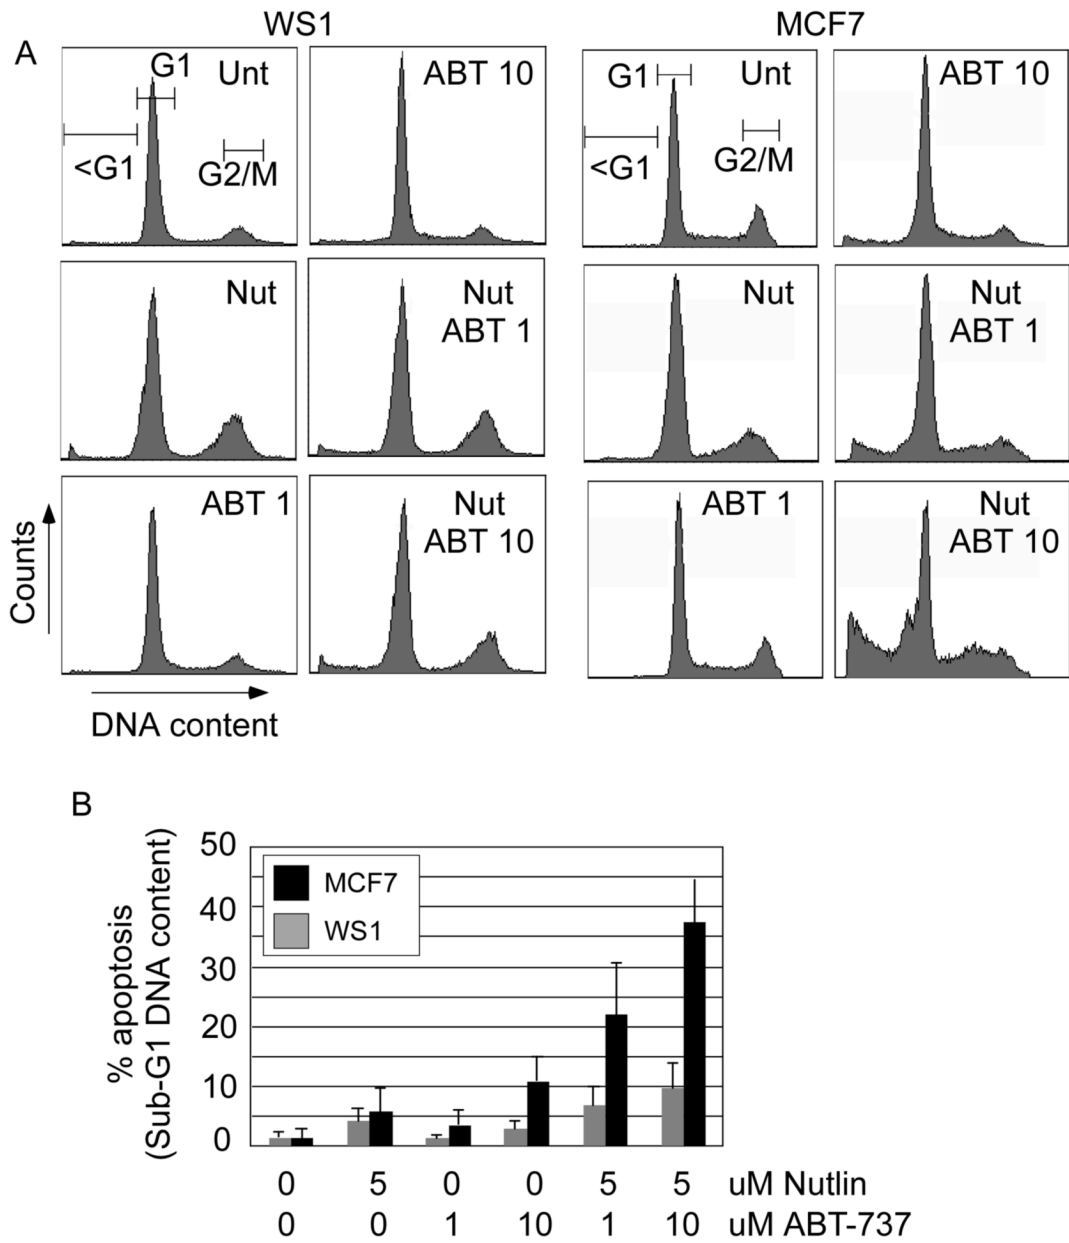 WS1
MCF7
A
G1
Unt
<G1
G2/M
ABT 10
G1
Unt
<G1
G2/M
ABT 10
Nut
Nut
ABT 1
Nut
Nut
ABT 1
ABT 1
Nut
ABT 10
ABT 1
Nut
ABT 10
Counts
DNA content
B
% apoptosis
(Sub-G1 DNA content)
50
40
30
20
10
0
MCF7
WS1
0 5 0 0 5 5 uM Nutlin
0 0 1 10 1 10 uM ABT-737